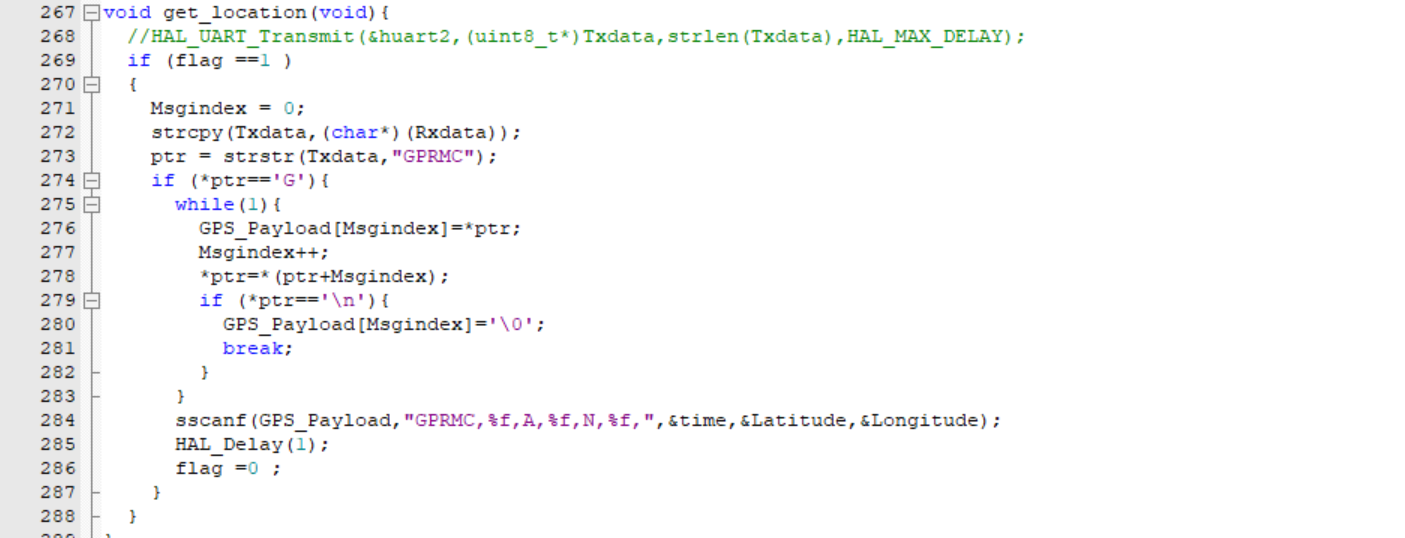 267 void get_location(void){
268 //HAL_UART_Transmit(&huart2,(uint8_t*)Txdata,strlen(Txdata),HAL_MAX_DELAY);
269 if (flag ==1 )
270 {
271 Msgindex = 0;
272 strcpy(Txdata,(char*)(Rxdata));
273 ptr = strstr(Txdata,"GPRMC");
274 if (*ptr=='G'){
275 while(1){
276 GPS_Payload[Msgindex]=*ptr;
277 Msgindex++;
278 *ptr=*(ptr+Msgindex);
279 if (*ptr=='\n'){
280 GPS_Payload[Msgindex]='\0';
281 break;
282 }
283 }
284 sscanf(GPS_Payload,"GPRMC,%f,A,%f,N,%f,",&time,&Latitude,&Longitude);
285 HAL_Delay(1);
286 flag =0 ;
287 }
288 }